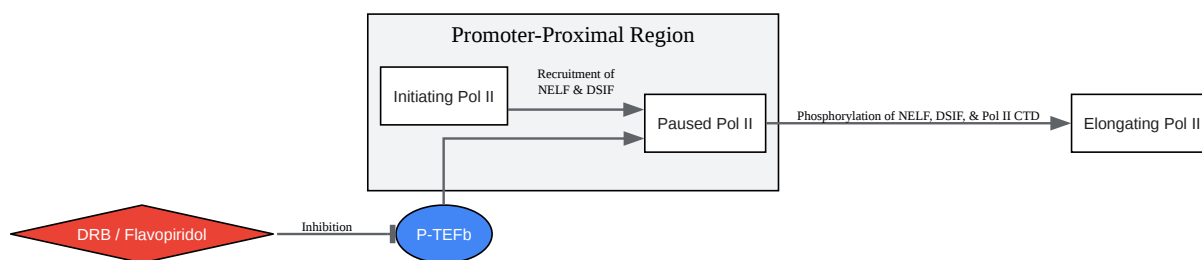 Promoter-Proximal Region
Initiating Pol II
Recruitment of
NELF & DSIF
Paused Pol II
Phosphorylation of NELF, DSIF, & Pol II CTD
Elongating Pol II
DRB / Flavopiridol
Inhibition
P-TEFb